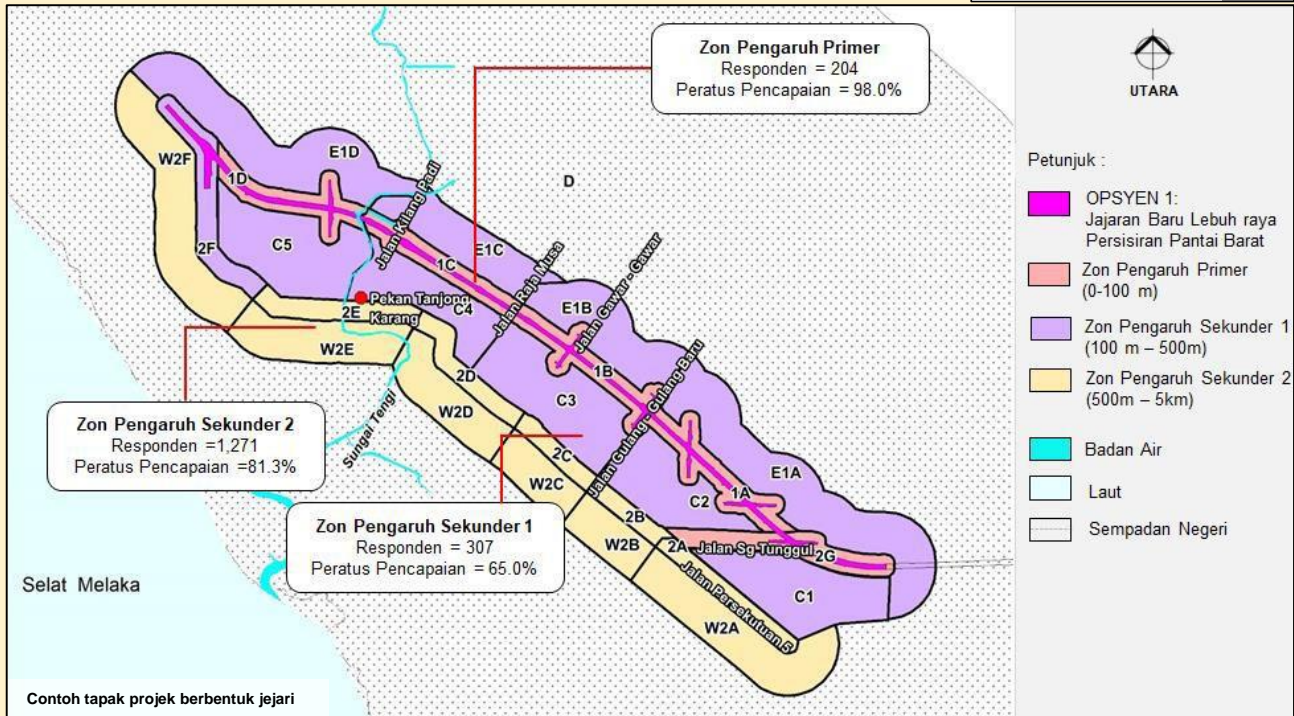 Zon Pengaruh Primer
Responden = 204
Peratus Pencapaian = 98.0%
W2F
1D
E1D
2F
C5
Jalan Kilang Padi
D
E1C
1C
Jalan Raja Musa
Jalan Gawar - Gawar
E1B
Pekan Tanjong
Karang
2E
C4
W2E
1B
2D
C3
Jalan Gulang - Gulang Baru
W2D
Sungai Tengi
E1A
2C
W2C
C2
1A
2B
W2B
2A
Jalan Sg Tunggul
2G
Jalan Persekutuan 5
C1
W2A
Zon Pengaruh Sekunder 2
Responden =1,271
Peratus Pencapaian =81.3%
Zon Pengaruh Sekunder 1
Responden = 307
Peratus Pencapaian = 65.0%
Selat Melaka
Contoh tapak projek berbentuk jejari
UTARA
Petunjuk :
OPSYEN 1:
Jajaran Baru Lebuh raya
Persisiran Pantai Barat
Zon Pengaruh Primer
(0-100 m)
Zon Pengaruh Sekunder 1
(100 m – 500m)
Zon Pengaruh Sekunder 2
(500m – 5km)
Badan Air
Laut
Sempadan Negeri